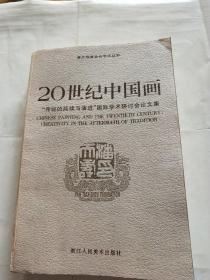 20世纪中国画
“传统的延续与演进”国际学术研讨会论文集
CHINESE PAINTING AND THE TWENTIETH CENTURY:
CREATIVITY IN THE AFTERMATH OF TRADITION
浙江人民美术出版社